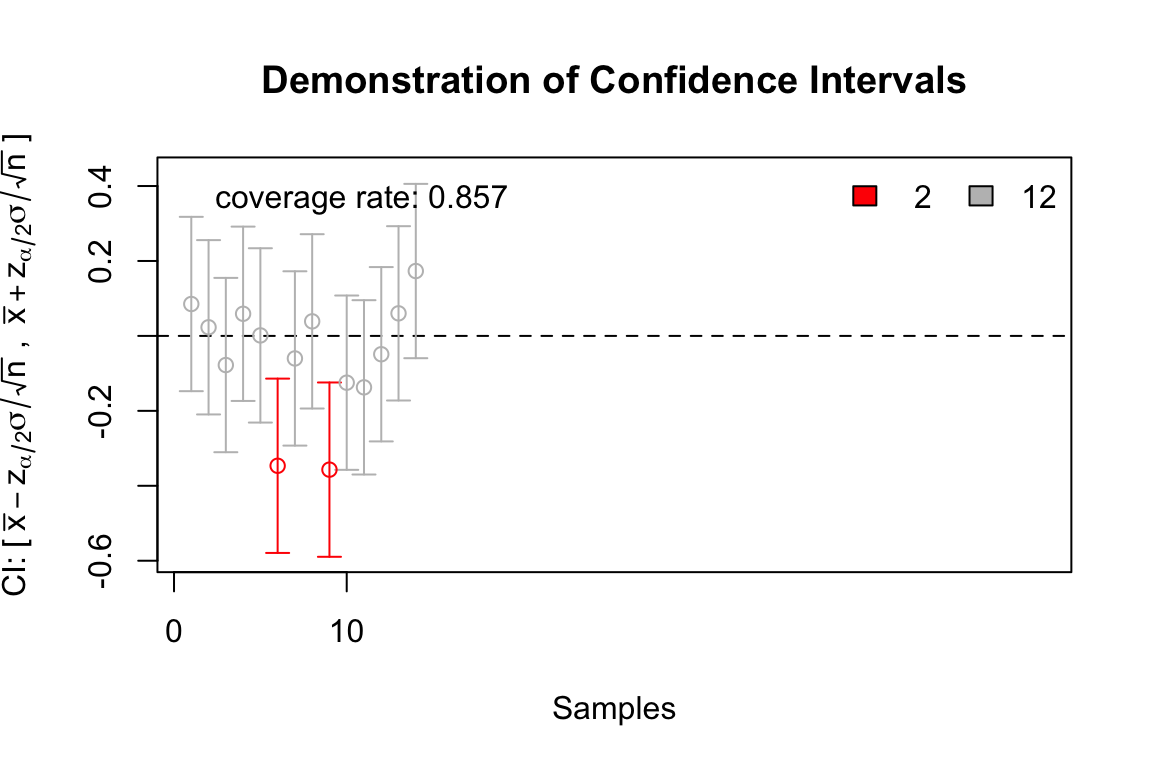 Demonstration of Confidence Intervals
CI: [ x̅ − zα/2σ/√n , x̅ + zα/2σ/√n ]
0.4
0.2
-0.2
-0.6
coverage rate: 0.857
2
12
0
10
Samples